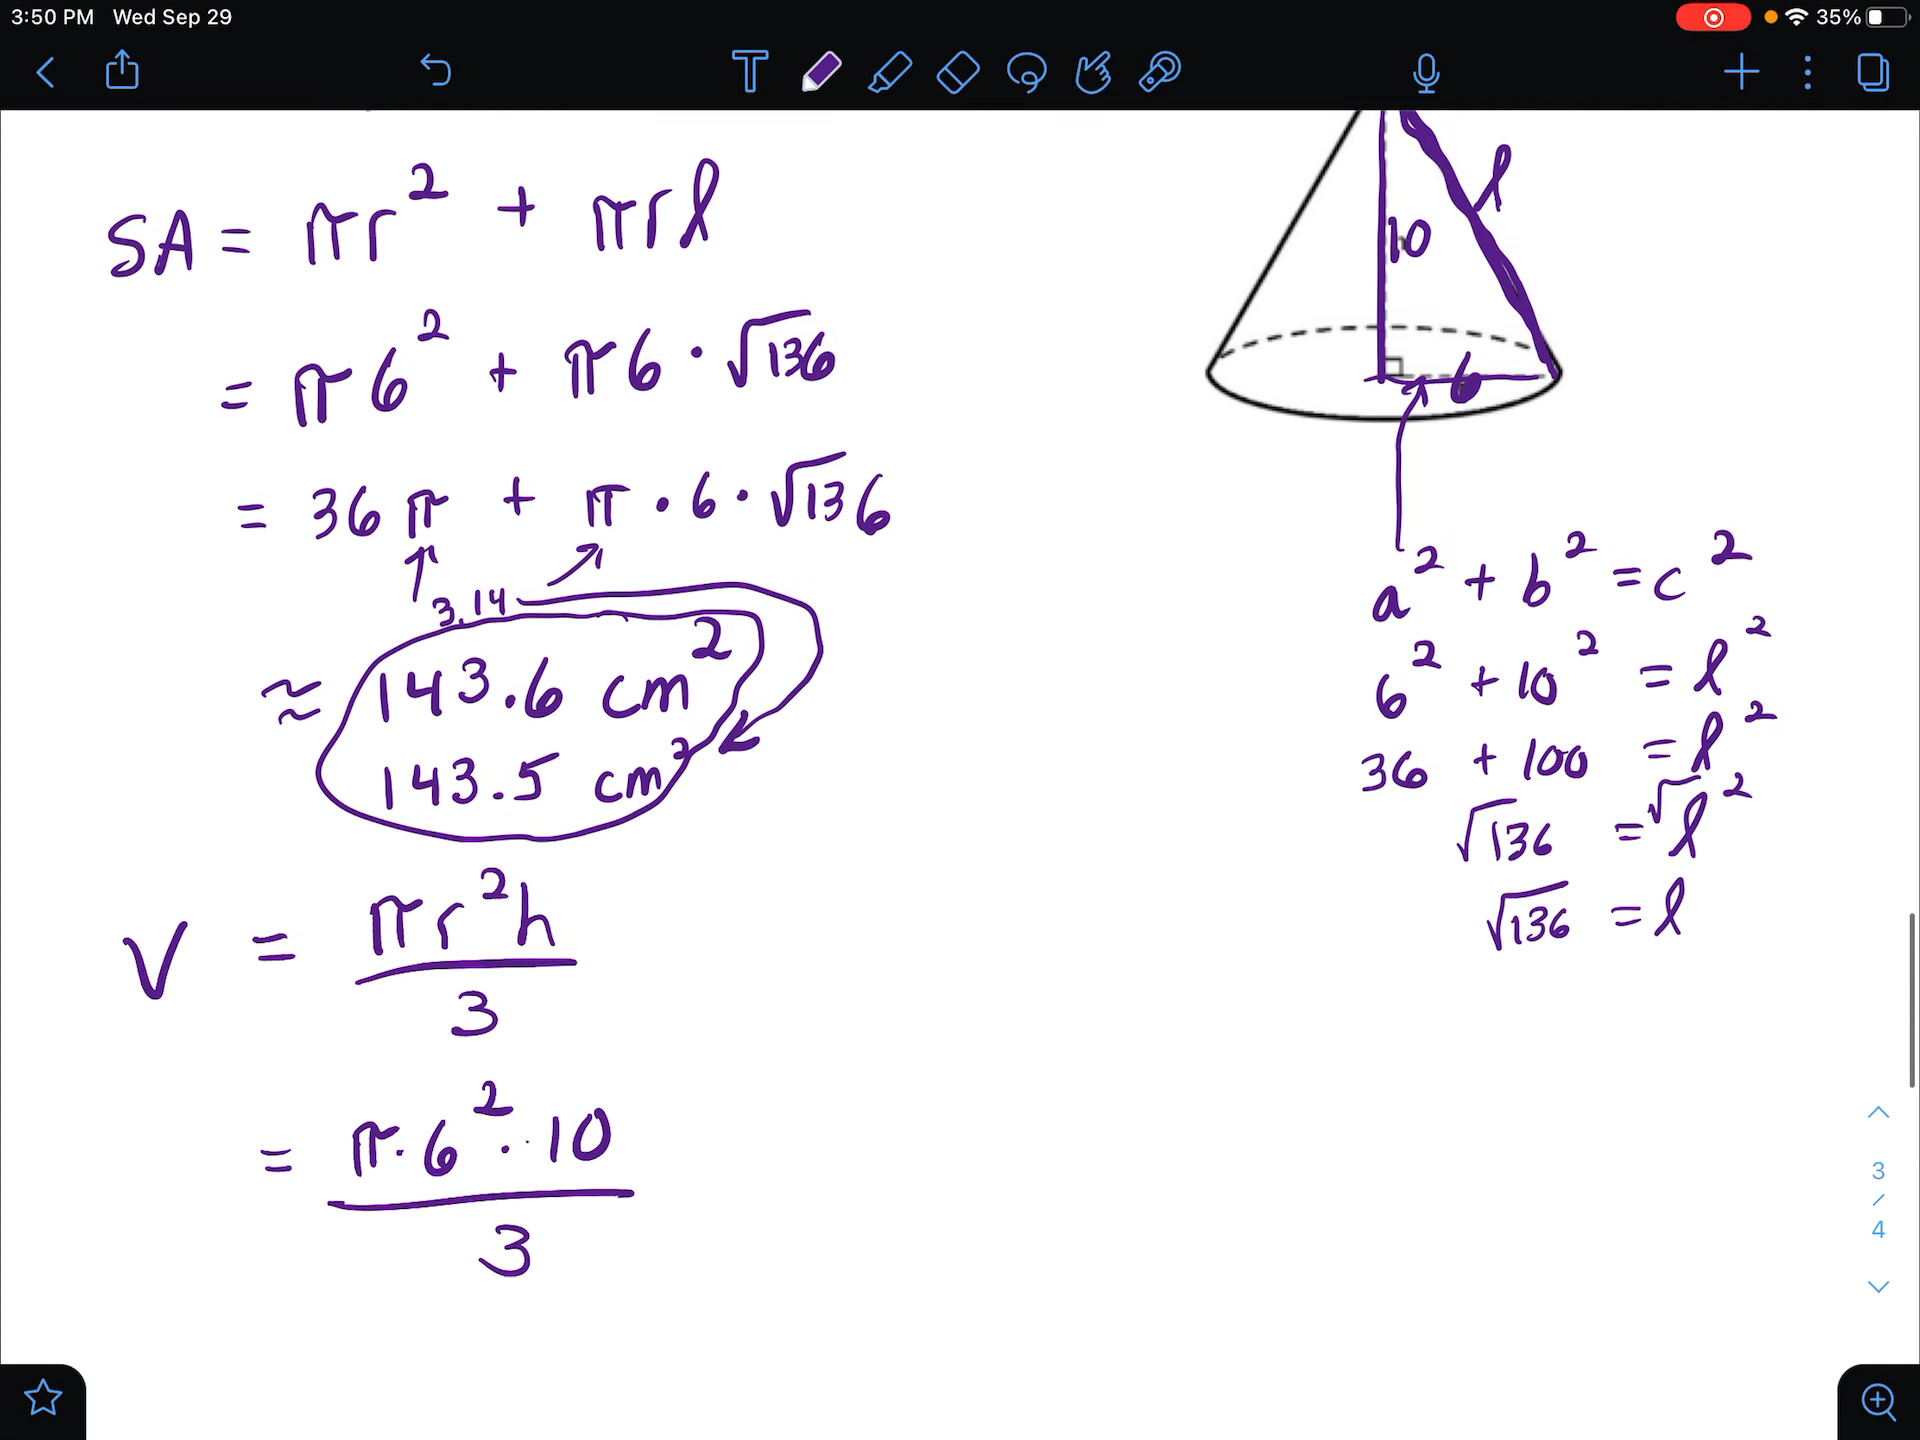 3:50 PM Wed Sep 29
35%
T
SA = πr² + πrl
= π6² + π6 · √136
= 36π + π · 6 · √136
3.14
≈ 143.6 cm²
143.5 cm²
V = πr²h
3
= π · 6² · 10
3
l
10
6
a² + b² = c²
6² + 10² = l²
36 + 100 = l²
√136 = √l²
√136 = l
3
/
4